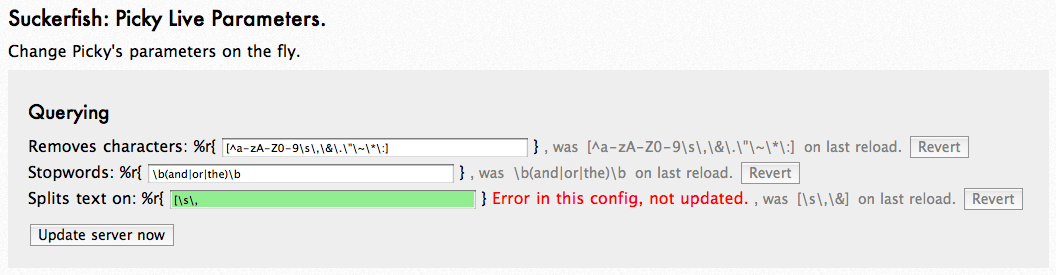 Suckerfish: Picky Live Parameters.
Change Picky's parameters on the fly.
Querying
Removes characters: %r{ [^a-zA-Z0-9\s\,\&\.\"\~\*\:] } , was [^a-zA-Z0-9\s\,\&\.\"\~\*\:] on last reload. Revert
Stopwords: %r{ \b(and|or|the)\b } , was \b(and|or|the)\b on last reload. Revert
Splits text on: %r{ [\s\, } Error in this config, not updated. , was [\s\,\&] on last reload. Revert
Update server now